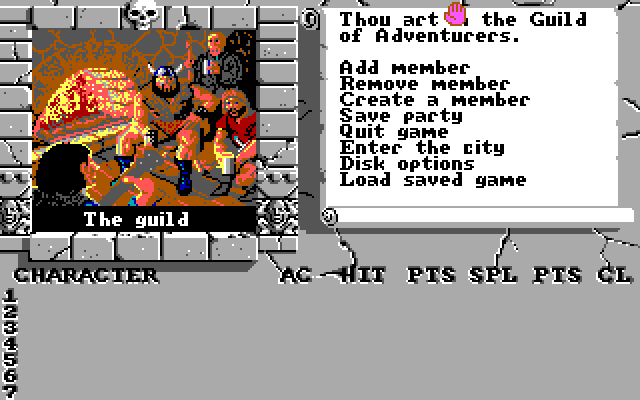 Thou art the Guild
of Adventurers.
Add member
Remove member
Create a member
Save party
Quit game
Enter the city
Disk options
Load saved game
The guild
CHARACTER AC HIT PTS SPL PTS CL
1
2
3
4
5
6
7